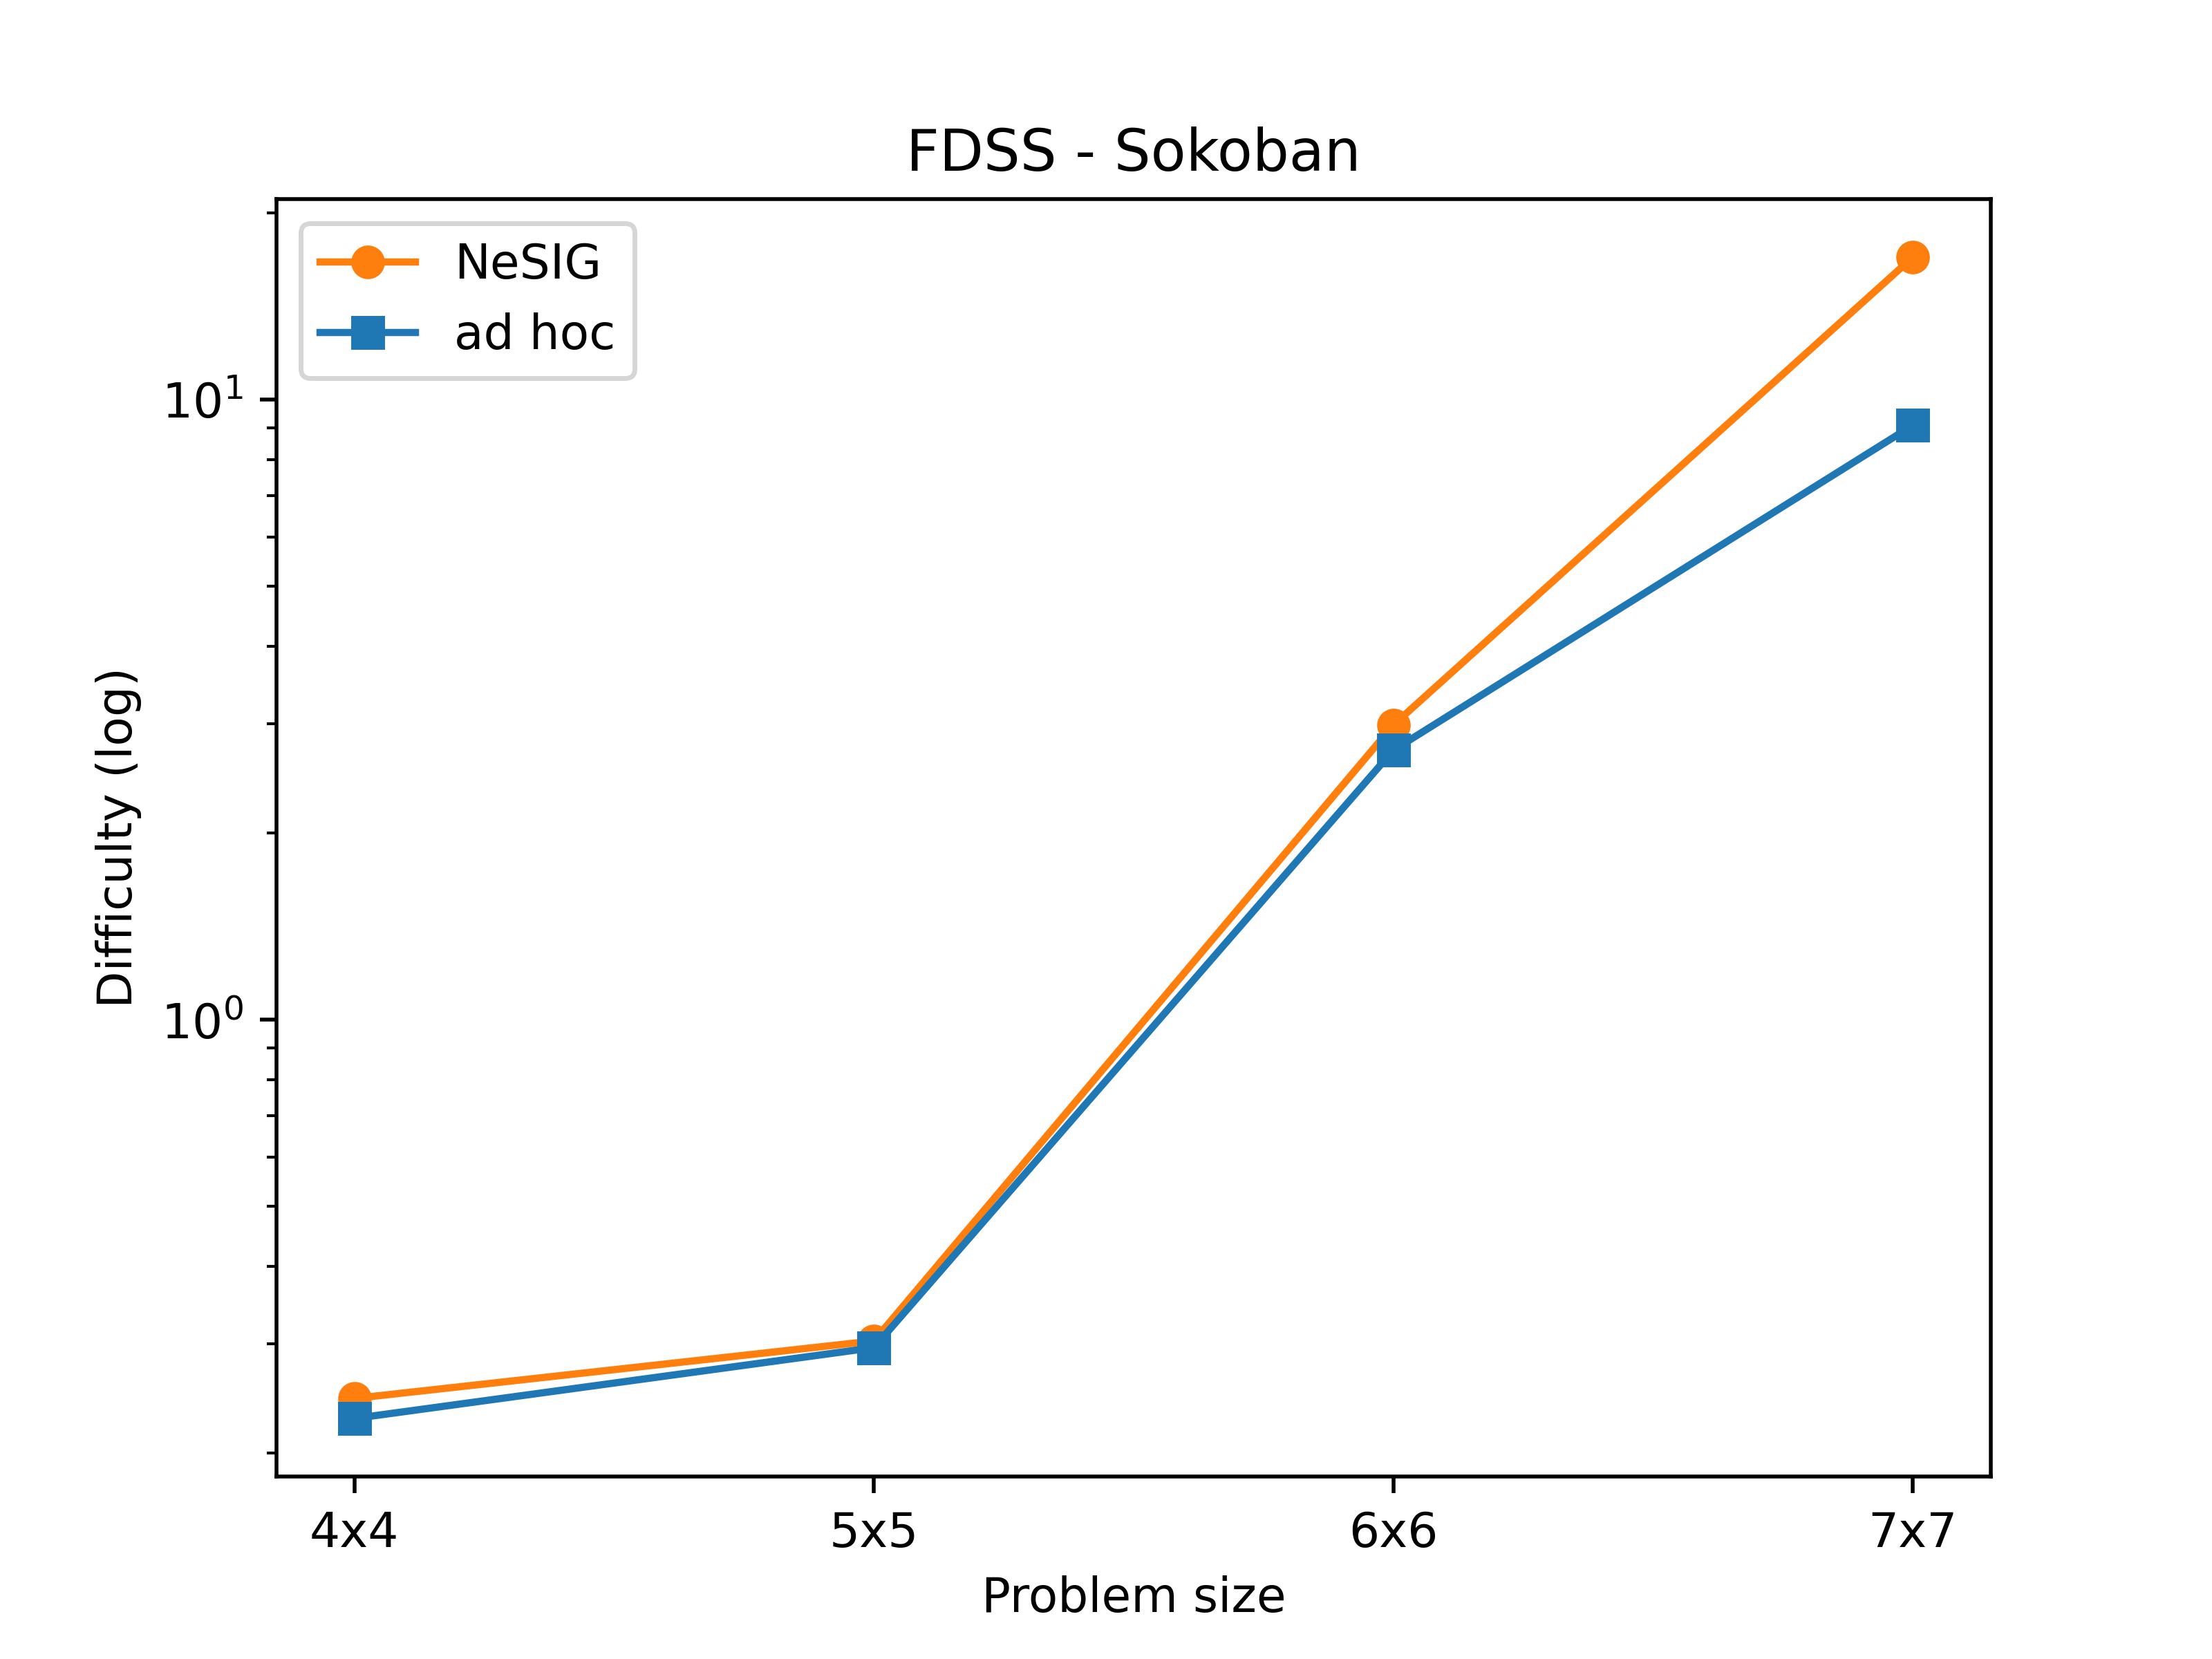 FDSS - Sokoban
NeSIG
ad hoc
10¹
10⁰
Difficulty (log)
4x4 5x5 6x6 7x7
Problem size